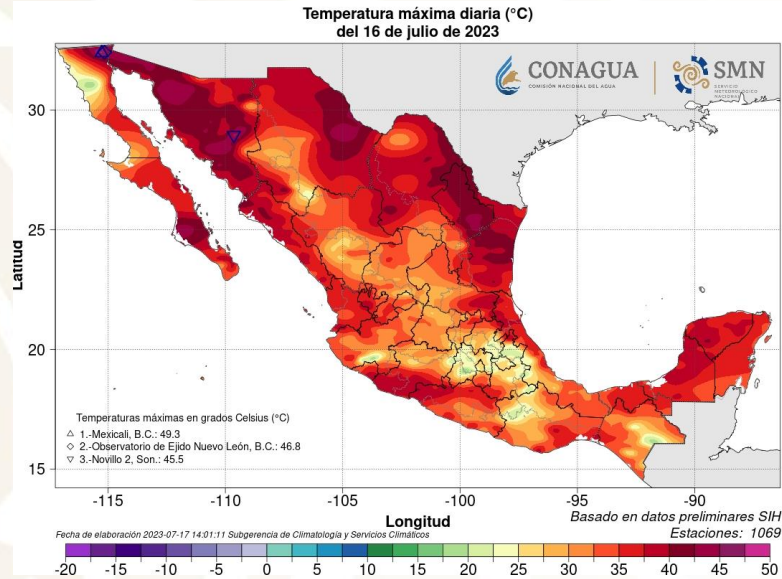 Temperatura máxima diaria (°C)
del 16 de julio de 2023
CONAGUA
COMISIÓN NACIONAL DEL AGUA
SMN
SERVICIO
METEOROLÓGICO
NACIONAL
30
25
20
15
Latitud
Temperaturas máximas en grados Celsius (°C)
1.-Mexicali, B.C.: 49.3
2.-Observatorio de Ejido Nuevo León, B.C.: 46.8
3.-Novillo 2, Son.: 45.5
-115 -110 -105 -100 -95 -90
Longitud
Basado en datos preliminares SIH
Fecha de elaboración 2023-07-17 14:01:11 Subgerencia de Climatología y Servicios Climáticos
Estaciones: 1069
-20 -15 -10 -5 0 5 10 15 20 25 30 35 40 45 50